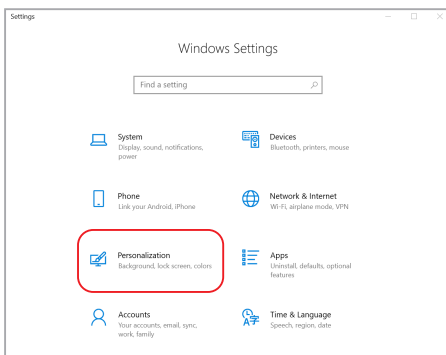 Settings
Windows Settings
Find a setting
System
Display, sound, notifications,
power
Devices
Bluetooth, printers, mouse
Phone
Link your Android, iPhone
Network & Internet
Wi-Fi, airplane mode, VPN
Personalization
Background, lock screen, colors
Apps
Uninstall, defaults, optional
features
Accounts
Your accounts, email, sync,
work, family
Time & Language
Speech, region, date